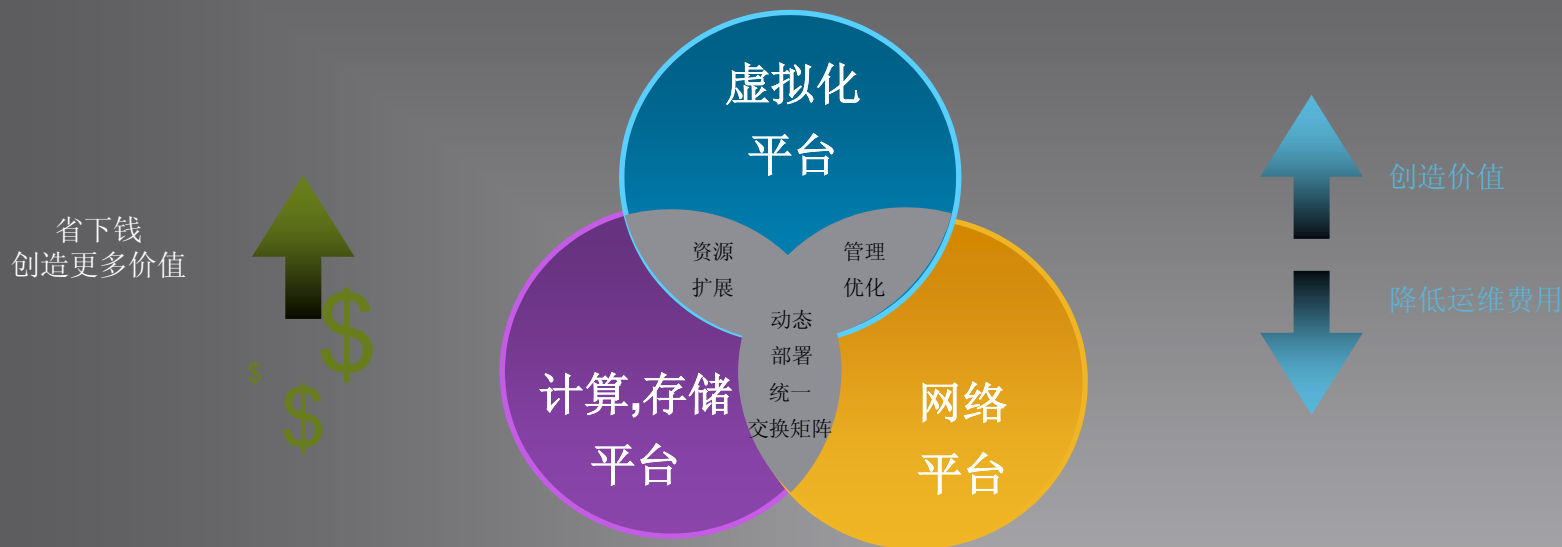 省下钱
创造更多价值
$
$
$
虚拟化
平台
资源
扩展
管理
优化
动态
部署
统一
交换矩阵
计算,存储
平台
网络
平台
创造价值
降低运维费用